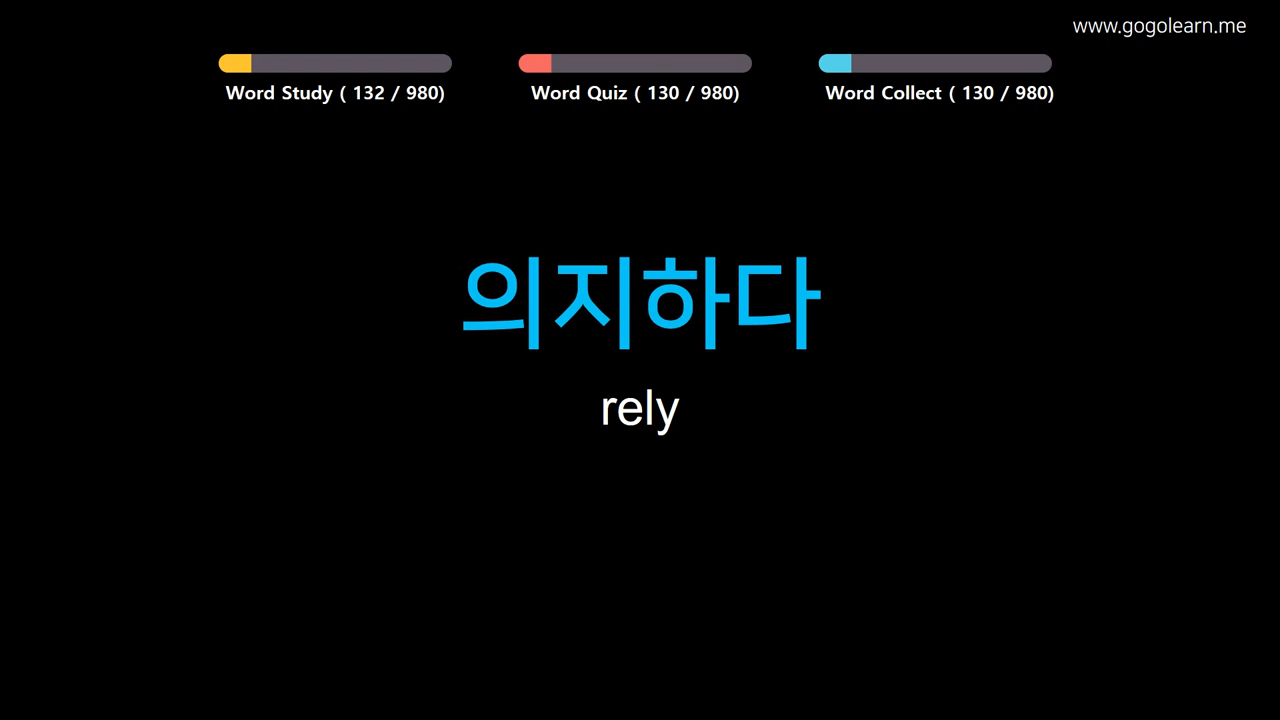 www.gogolearn.me
Word Study ( 132 / 980)
Word Quiz ( 130 / 980)
Word Collect ( 130 / 980)
의지하다
rely